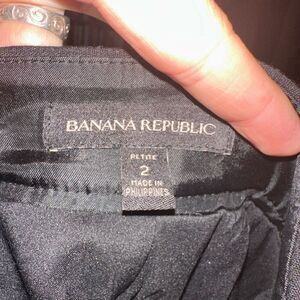 BANANA REPUBLIC
PETITE
2
MADE IN
PHILIPPINES